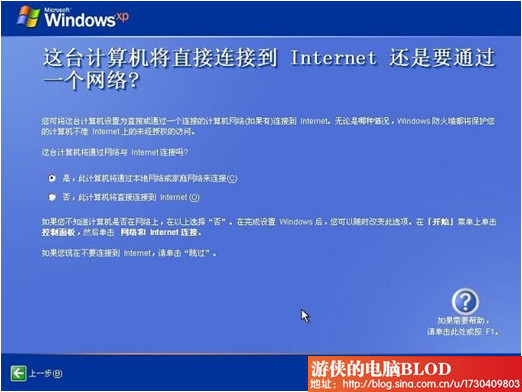 Microsoft
Windows xp
这台计算机将直接连接到 Internet 还是要通过
一个网络?
您可将这台计算机设置为直接或通过一个连接的计算机网络(如果有)连接到 Internet。无论是哪种情况，Windows 防火墙都将保护您
的计算机不受 Internet 上的未经授权的访问。
这台计算机将通过网络与 Internet 连接吗?
是，此计算机将通过本地网络或家庭网络来连接(C)
否，此计算机将直接连接到 Internet(O)
如果您不知道计算机是否在网络上，在以上选择“否”。在完成设置 Windows 后，您可以随时改变此选项。在「开始」菜单上单击
控制面板，然后单击 网络和 Internet 连接。
如果您现在不要连接到 Internet，请单击“跳过”。
如果需要帮助，
请单击此处或按 F1。
上一步(B)
游侠的电脑BLOD
地址：http://blog.sina.com.cn/u/1730409803